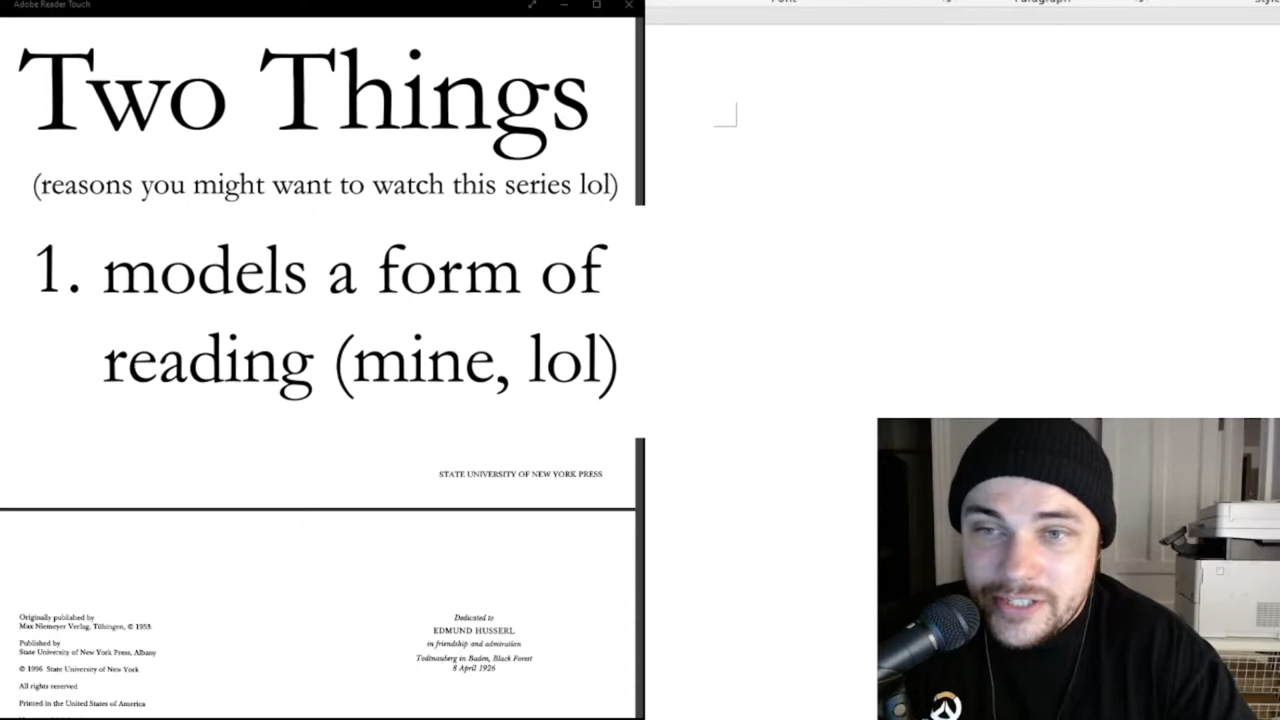 Adobe Reader Touch
Font
Paragraph
Two Things
(reasons you might want to watch this series lol)
1. models a form of
reading (mine, lol)
STATE UNIVERSITY OF NEW YORK PRESS
Originally published by
Max Niemeyer Verlag, Tübingen, © 1953.
Published by
State University of New York Press, Albany
© 1996 State University of New York
All rights reserved
Printed in the United States of America
Dedicated to
EDMUND HUSSERL
in friendship and admiration
Todtnauberg in Baden, Black Forest
8 April 1926